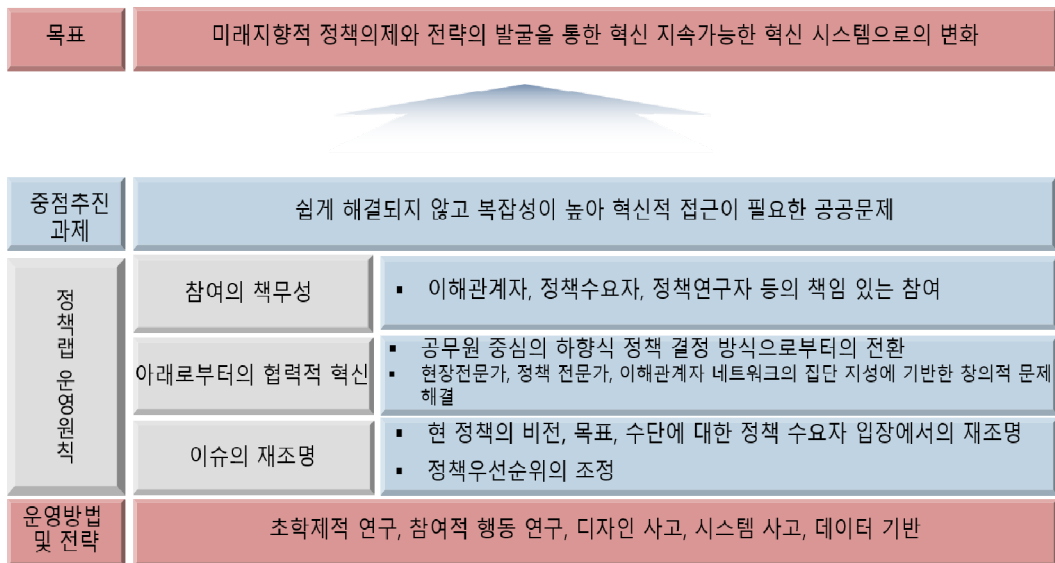 목표
미래지향적 정책의제와 전략의 발굴을 통한 혁신 지속가능한 혁신 시스템으로의 변화
중점추진
과제
쉽게 해결되지 않고 복잡성이 높아 혁신적 접근이 필요한 공공문제
정책랩 운영원칙
참여의 책무성
▪ 이해관계자, 정책수요자, 정책연구자 등의 책임 있는 참여
아래로부터의 협력적 혁신
▪ 공무원 중심의 하향식 정책 결정 방식으로부터의 전환
▪ 현장전문가, 정책 전문가, 이해관계자 네트워크의 집단 지성에 기반한 창의적 문제
해결
이슈의 재조명
▪ 현 정책의 비전, 목표, 수단에 대한 정책 수요자 입장에서의 재조명
▪ 정책우선순위의 조정
운영방법
및 전략
초학제적 연구, 참여적 행동 연구, 디자인 사고, 시스템 사고, 데이터 기반